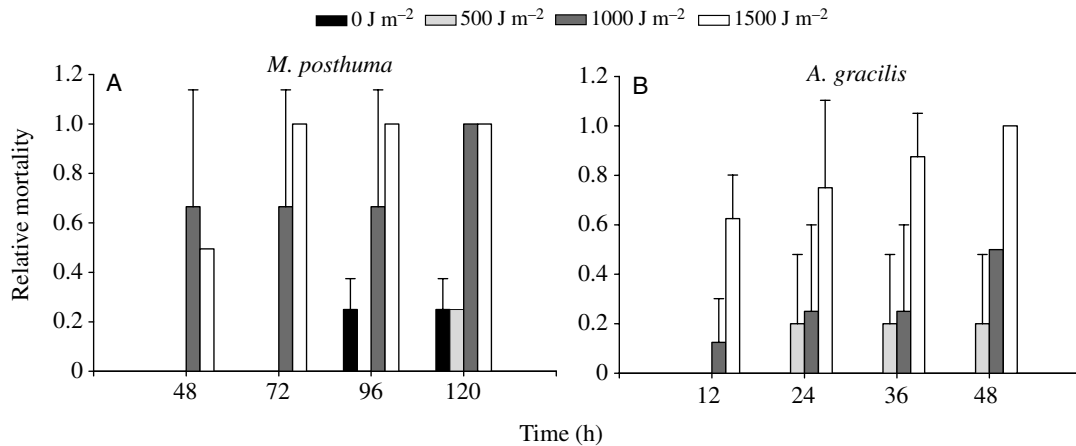 0 J m⁻² 500 J m⁻² 1000 J m⁻² 1500 J m⁻²
A M. posthuma
B A. gracilis
Relative mortality
1.2
1.0
0.8
0.6
0.4
0.2
0
48 72 96 120
1.2
1.0
0.8
0.6
0.4
0.2
0
12 24 36 48
Time (h)